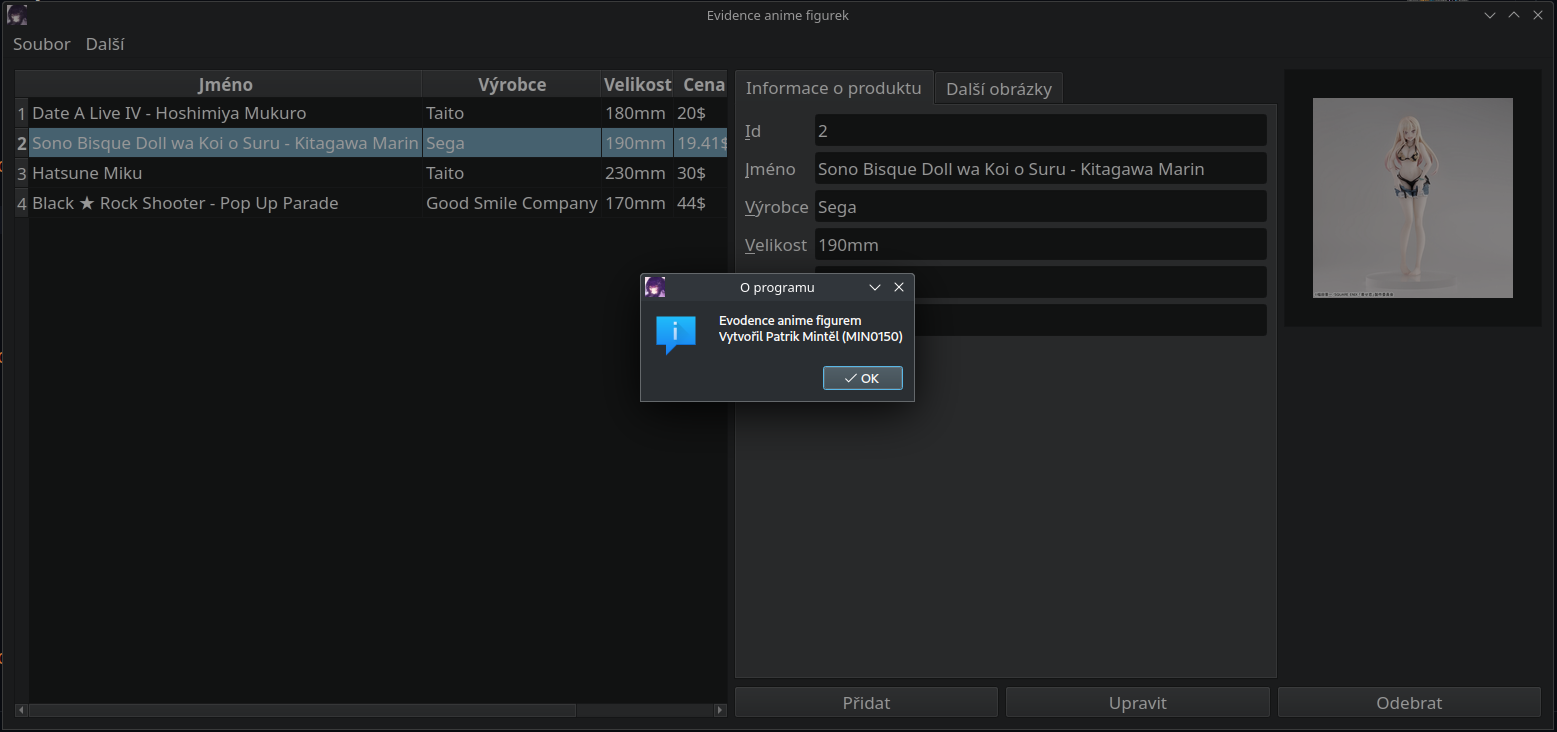 Evidence anime figurek
Soubor Další
Jméno Výrobce Velikost Cena
1 Date A Live IV - Hoshimiya Mukuro Taito 180mm 20$
2 Sono Bisque Doll wa Koi o Suru - Kitagawa Marin Sega 190mm 19.41$
3 Hatsune Miku Taito 230mm 30$
4 Black ★ Rock Shooter - Pop Up Parade Good Smile Company 170mm 44$
Informace o produktu Další obrázky
Id 2
Jméno Sono Bisque Doll wa Koi o Suru - Kitagawa Marin
Výrobce Sega
Velikost 190mm
O programu
Evodence anime figurem
Vytvořil Patrik Mintěl (MIN0150)
OK
Přidat Upravit Odebrat